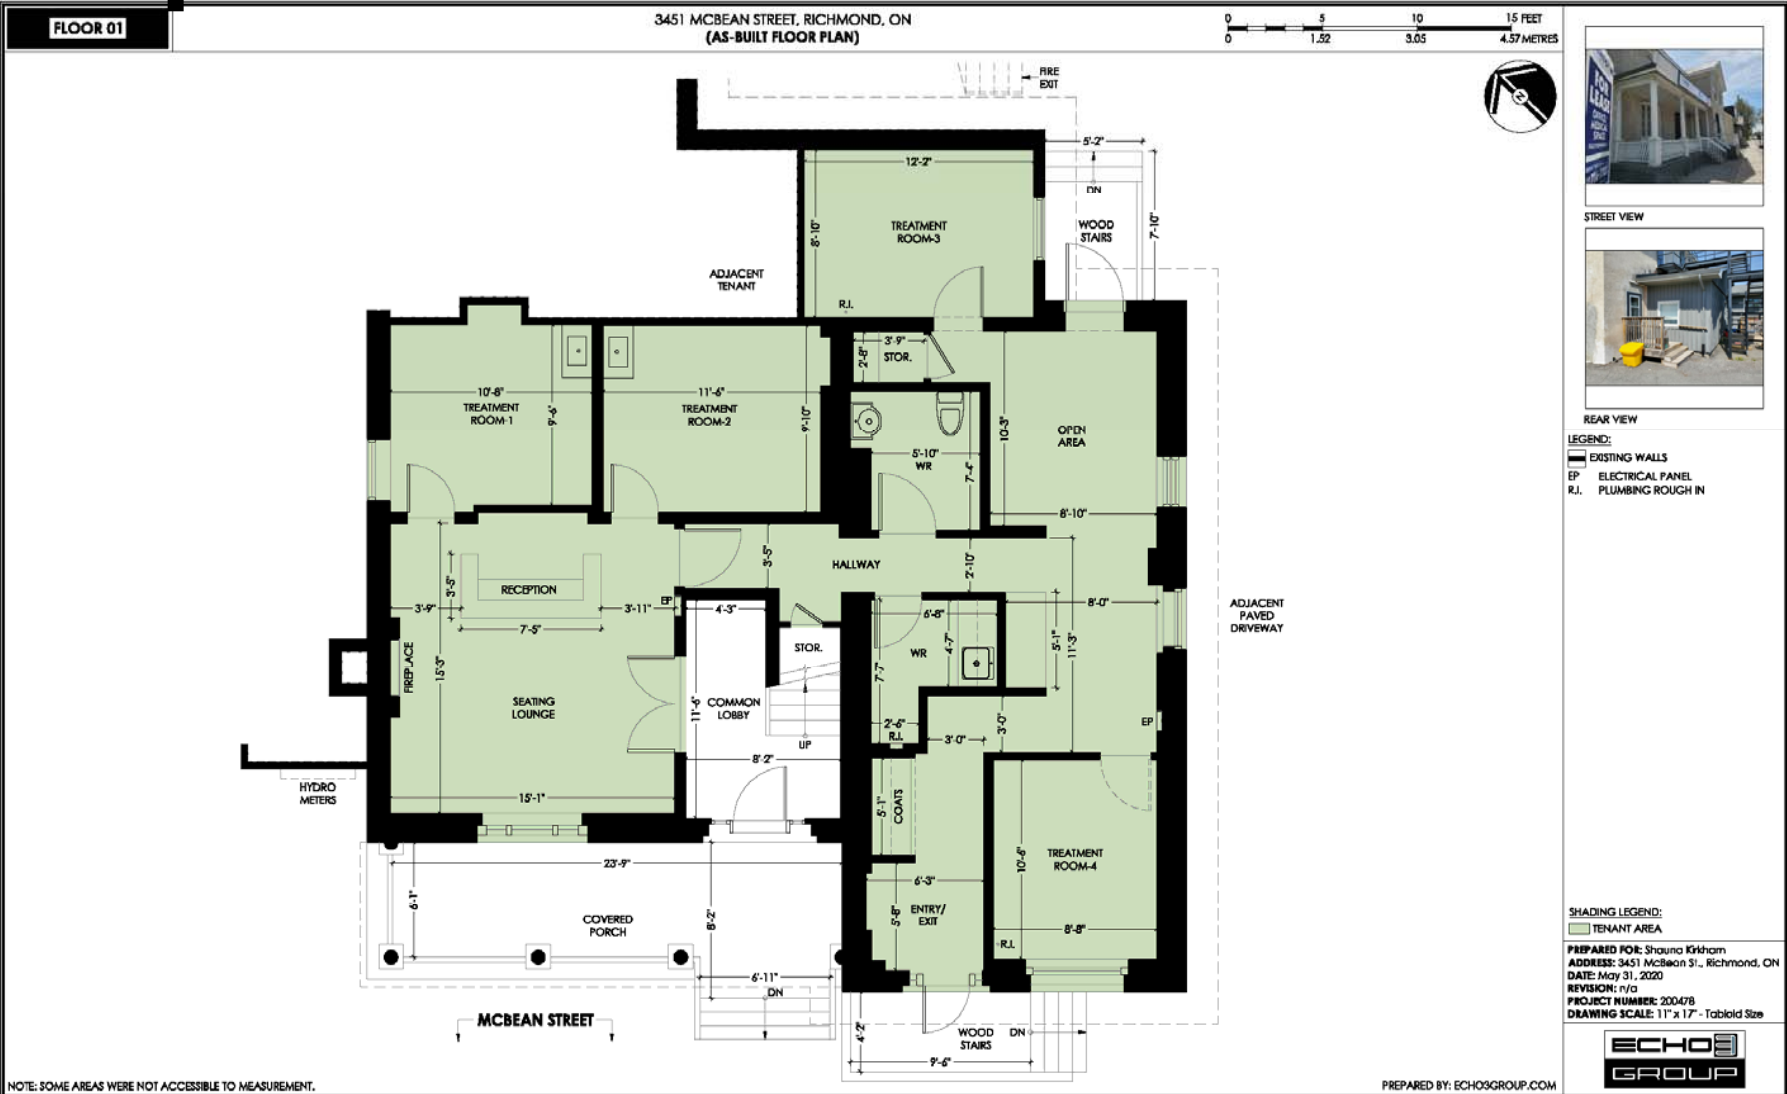 FLOOR 01
3451 MCBEAN STREET, RICHMOND, ON
(AS-BUILT FLOOR PLAN)
0 5 10 15 FEET
0 1.52 3.05 4.57 METRES
FIRE
EXIT
N
5'-2"
12'-2"
DN
8'-10"
TREATMENT
ROOM-3
WOOD
STAIRS
7'-10"
ADJACENT
TENANT
R.I.
3'-9"
2'-8"
STOR.
10'-8"
TREATMENT
ROOM-1
9'-6"
11'-6"
TREATMENT
ROOM-2
9'-10"
5'-10"
WR
7'-4"
10'-3"
OPEN
AREA
8'-10"
3'-5"
HALLWAY
2'-10"
3'-5"
RECEPTION
3'-9"
3'-11"
EP
7'-5"
4'-3"
6'-8"
8'-0"
ADJACENT
PAVED
DRIVEWAY
STOR.
WR
4'-7"
5'-1"
11'-3"
7'-7"
FIREPLACE
15'-3"
SEATING
LOUNGE
11'-6"
COMMON
LOBBY
UP
2'-6"
R.I.
3'-0"
3'-0"
EP
8'-2"
HYDRO
METERS
15'-1"
5'-1"
COATS
23'-9"
6'-1"
COVERED
PORCH
8'-2"
6'-3"
5'-8"
ENTRY/
EXIT
10'-6"
TREATMENT
ROOM-4
8'-8"
R.I.
6'-11"
DN
MCBEAN STREET
4'-2"
WOOD
STAIRS
DN
9'-6"
NOTE: SOME AREAS WERE NOT ACCESSIBLE TO MEASUREMENT.
PREPARED BY: ECHO3GROUP.COM
FOR
LEASE
STREET VIEW
REAR VIEW
LEGEND:
EXISTING WALLS
EP ELECTRICAL PANEL
R.I. PLUMBING ROUGH IN
SHADING LEGEND:
TENANT AREA
PREPARED FOR: Shauna Kirkham
ADDRESS: 3451 McBean St., Richmond, ON
DATE: May 31, 2020
REVISION: n/a
PROJECT NUMBER: 200478
DRAWING SCALE: 11" x 17" - Tabloid Size
ECHO3
GROUP